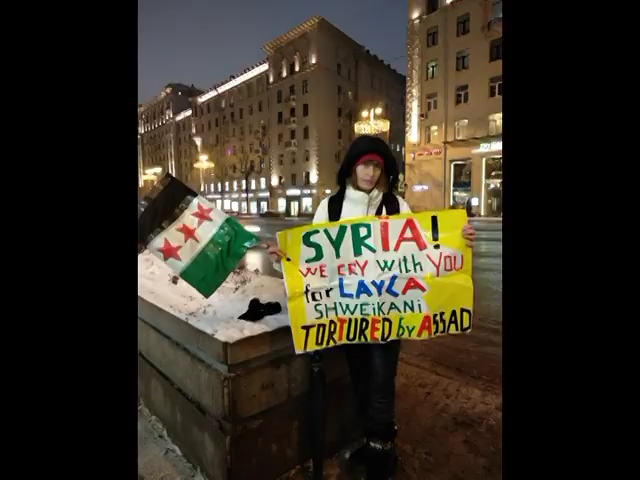 SYRiA!
WE CRY with YOU
for LAYLA
SHWEiKANi
TORTURED by ASSAD